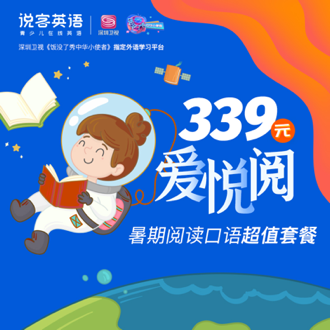 说客英语
青少儿在线英语
深圳卫视
深圳卫视《饭没了秀中华小使者》指定外语学习平台
339元
爱悦阅
暑期阅读口语超值套餐